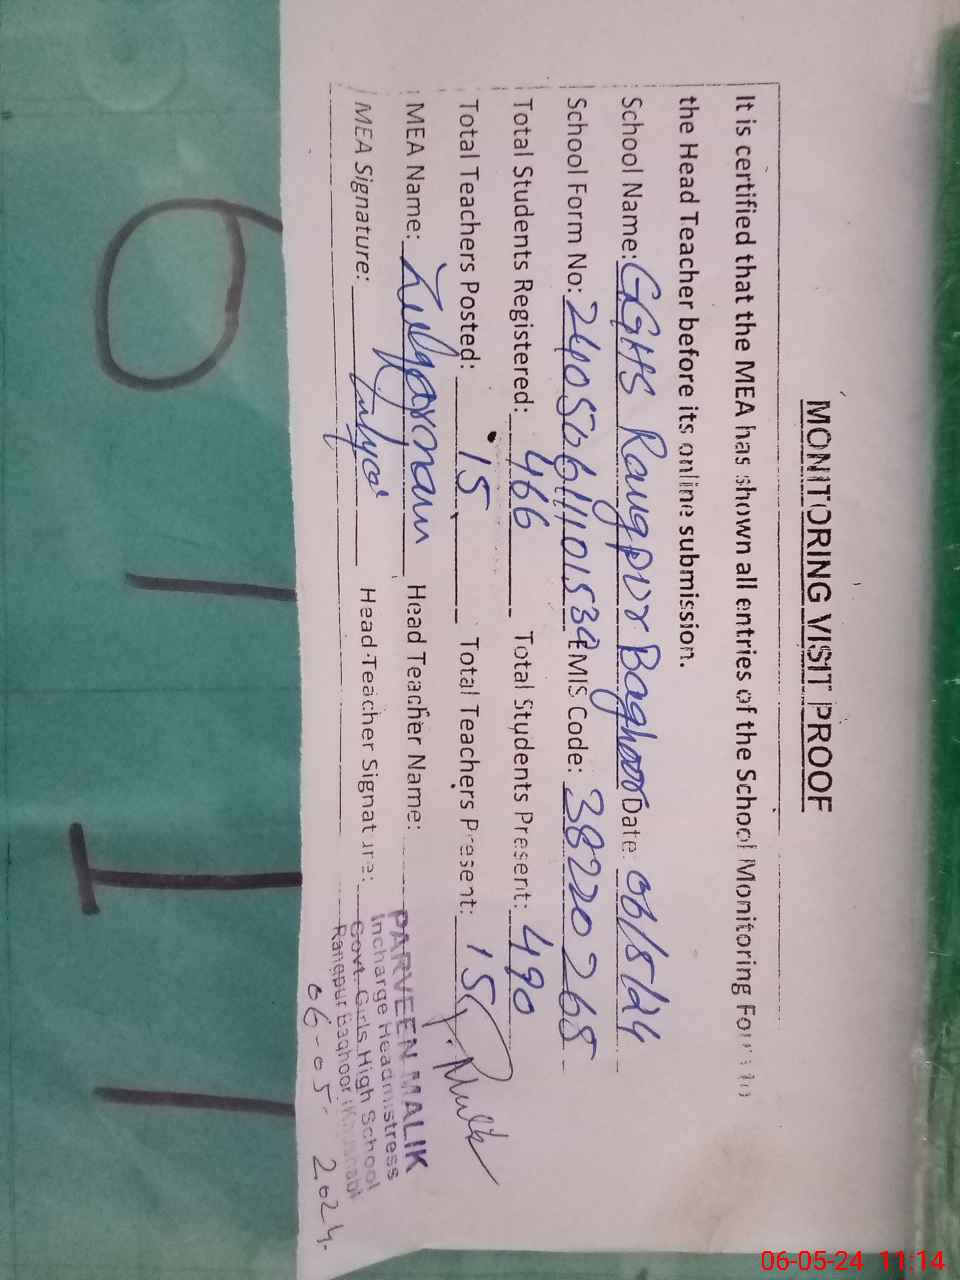 MONITORING VISIT PROOF
It is certified that the MEA has shown all entries of the School Monitoring Form to
the Head Teacher before its online submission.
School Name: GGHS Rangpur Baghoor Date: 06/5/24
School Form No: EMIS Code: 38220268
Total Students Registered: 466 Total Students Present: 490
Total Teachers Posted: 15 Total Teachers Present: 15
MEA Name: Head Teacher Name:
MEA Signature: Head Teacher Signature:
PARVEEN MALIK
Incharge Headmistress
Govt. Girls High School
Rangpur Baghoor
06-05-2024
06-05-24 11:14